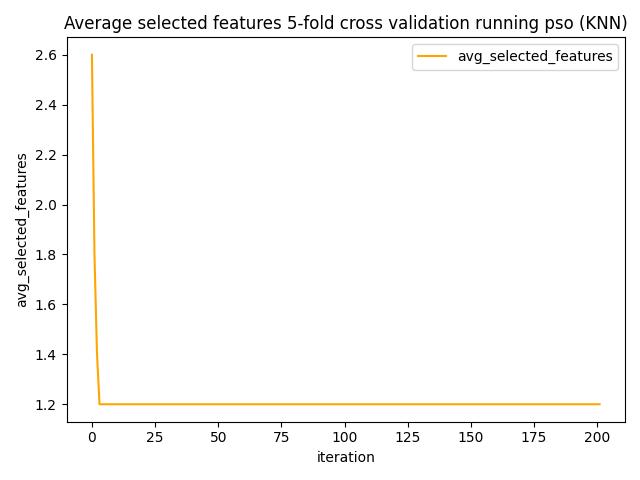 Average selected features 5-fold cross validation running pso (KNN)
avg_selected_features
2.6
2.4
2.2
2.0
1.8
1.6
1.4
1.2
avg_selected_features
0 25 50 75 100 125 150 175 200
iteration